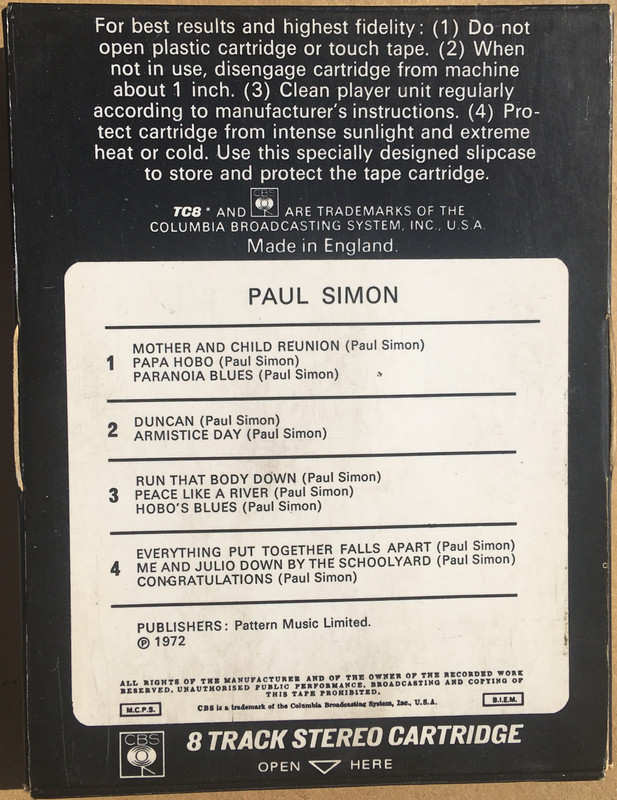 For best results and highest fidelity: (1) Do not
open plastic cartridge or touch tape. (2) When
not in use, disengage cartridge from machine
about 1 inch. (3) Clean player unit regularly
according to manufacturer's instructions. (4) Pro-
tect cartridge from intense sunlight and extreme
heat or cold. Use this specially designed slipcase
to store and protect the tape cartridge.
TC8* AND CBS ARE TRADEMARKS OF THE
COLUMBIA BROADCASTING SYSTEM, INC., U.S.A.
Made in England.
PAUL SIMON
1
MOTHER AND CHILD REUNION (Paul Simon)
PAPA HOBO (Paul Simon)
PARANOIA BLUES (Paul Simon)
2
DUNCAN (Paul Simon)
ARMISTICE DAY (Paul Simon)
3
RUN THAT BODY DOWN (Paul Simon)
PEACE LIKE A RIVER (Paul Simon)
HOBO'S BLUES (Paul Simon)
4
EVERYTHING PUT TOGETHER FALLS APART (Paul Simon)
ME AND JULIO DOWN BY THE SCHOOLYARD (Paul Simon)
CONGRATULATIONS (Paul Simon)
PUBLISHERS: Pattern Music Limited.
℗ 1972
ALL RIGHTS OF THE MANUFACTURER AND OF THE OWNER OF THE RECORDED WORK
RESERVED. UNAUTHORISED PUBLIC PERFORMANCE, BROADCASTING AND COPYING OF
THIS TAPE PROHIBITED.
M.C.P.S.
CBS is a trademark of the Columbia Broadcasting System, Inc., U.S.A.
B.I.E.M.
CBS
8 TRACK STEREO CARTRIDGE
OPEN HERE